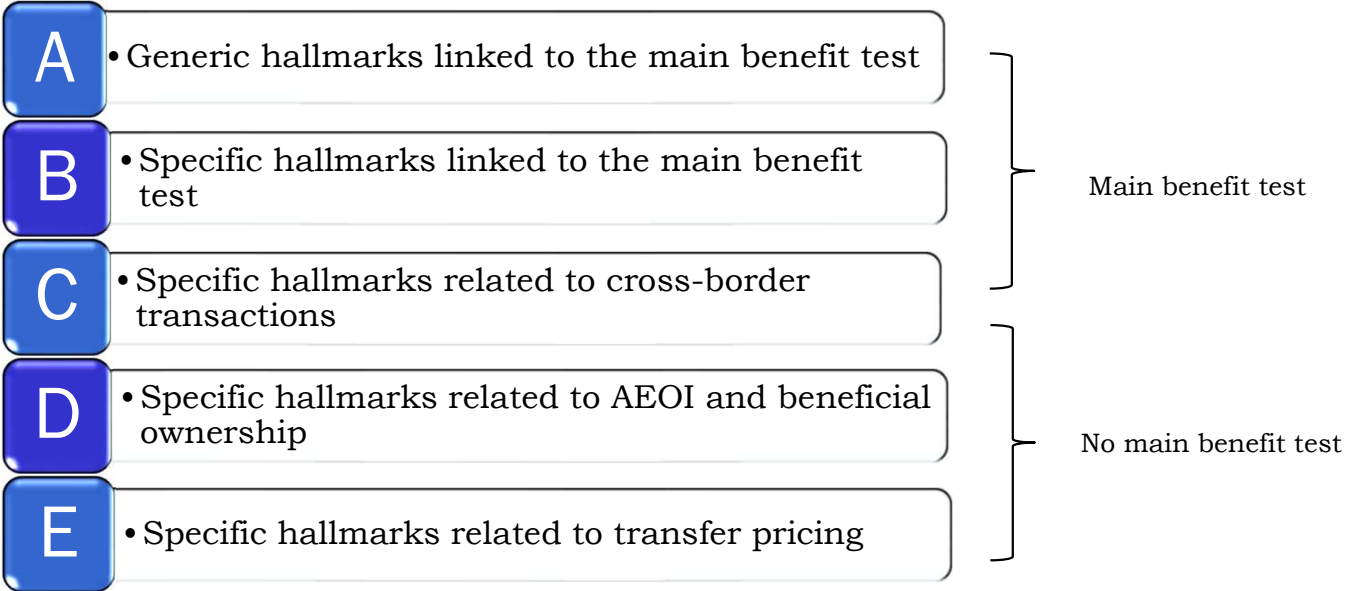 A
• Generic hallmarks linked to the main benefit test
B
• Specific hallmarks linked to the main benefit
test
C
• Specific hallmarks related to cross-border
transactions
D
• Specific hallmarks related to AEOI and beneficial
ownership
E
• Specific hallmarks related to transfer pricing
Main benefit test
No main benefit test